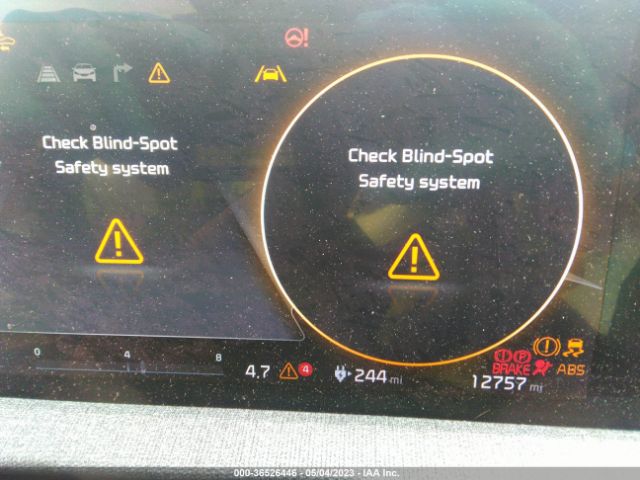 Check Blind-Spot
Safety system
Check Blind-Spot
Safety system
0 4 8
4.7 4 244 mi
P
BRAKE ABS
12757 mi
000-36526446 - 05/04/2023 - IAA Inc.